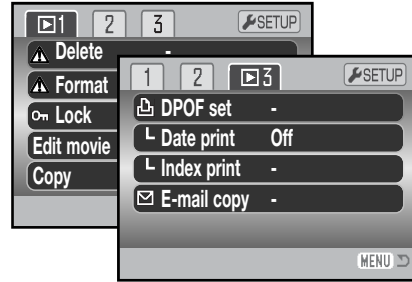 1 2 3 SETUP
Delete -
Format
Lock
Edit movie
Copy
1 2 3 SETUP
DPOF set -
Date print Off
Index print -
E-mail copy -
MENU